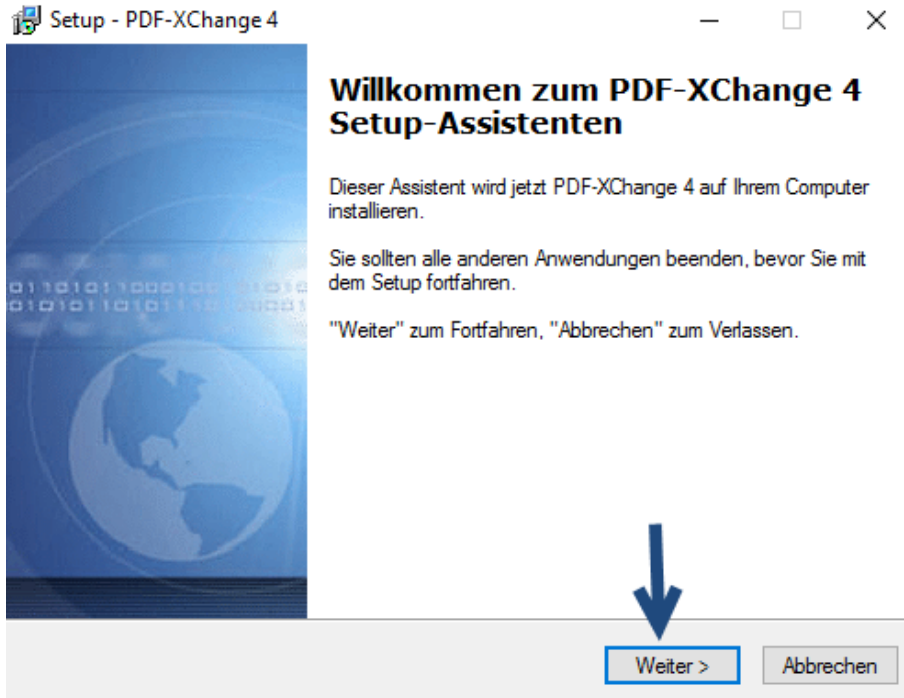 Setup - PDF-XChange 4
Willkommen zum PDF-XChange 4
Setup-Assistenten
Dieser Assistent wird jetzt PDF-XChange 4 auf Ihrem Computer
installieren.
Sie sollten alle anderen Anwendungen beenden, bevor Sie mit
dem Setup fortfahren.
"Weiter" zum Fortfahren, "Abbrechen" zum Verlassen.
Weiter >
Abbrechen